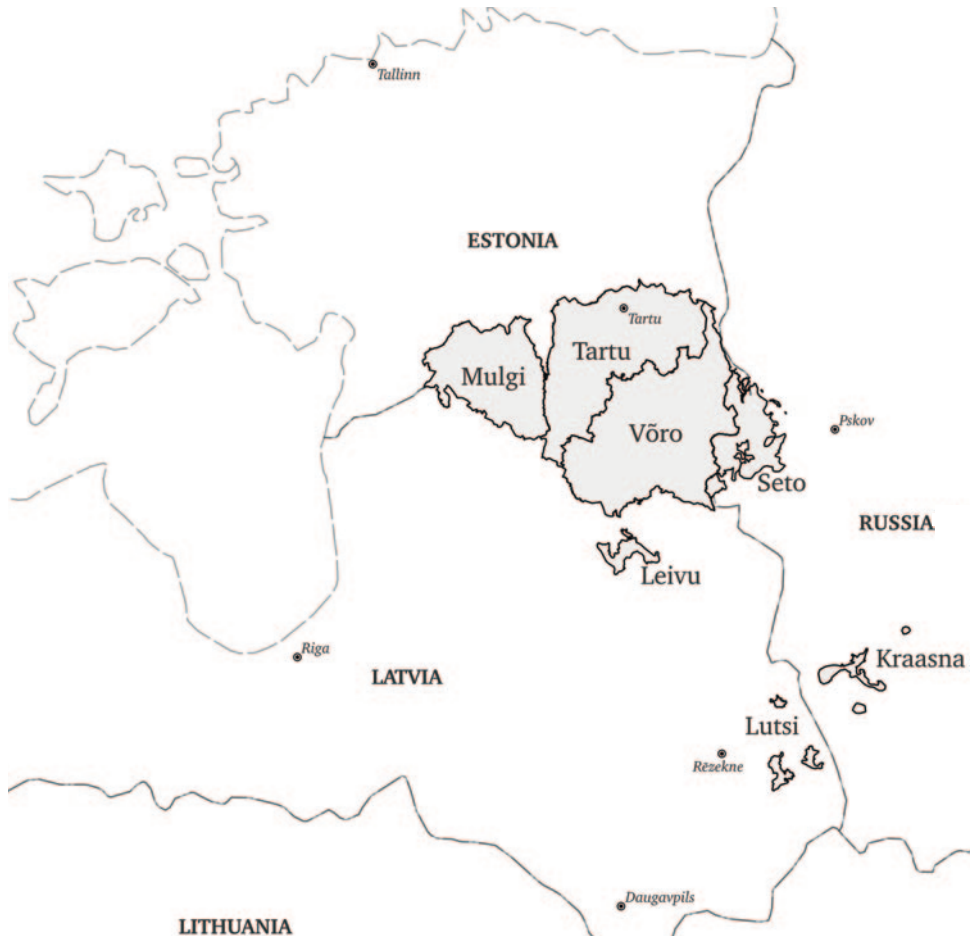 Tallinn
ESTONIA
Tartu
Tartu
Mulgi
Võro
Pskov
Seto
RUSSIA
Leivu
Riga
Kraasna
LATVIA
Lutsi
Rēzekne
Daugavpils
LITHUANIA